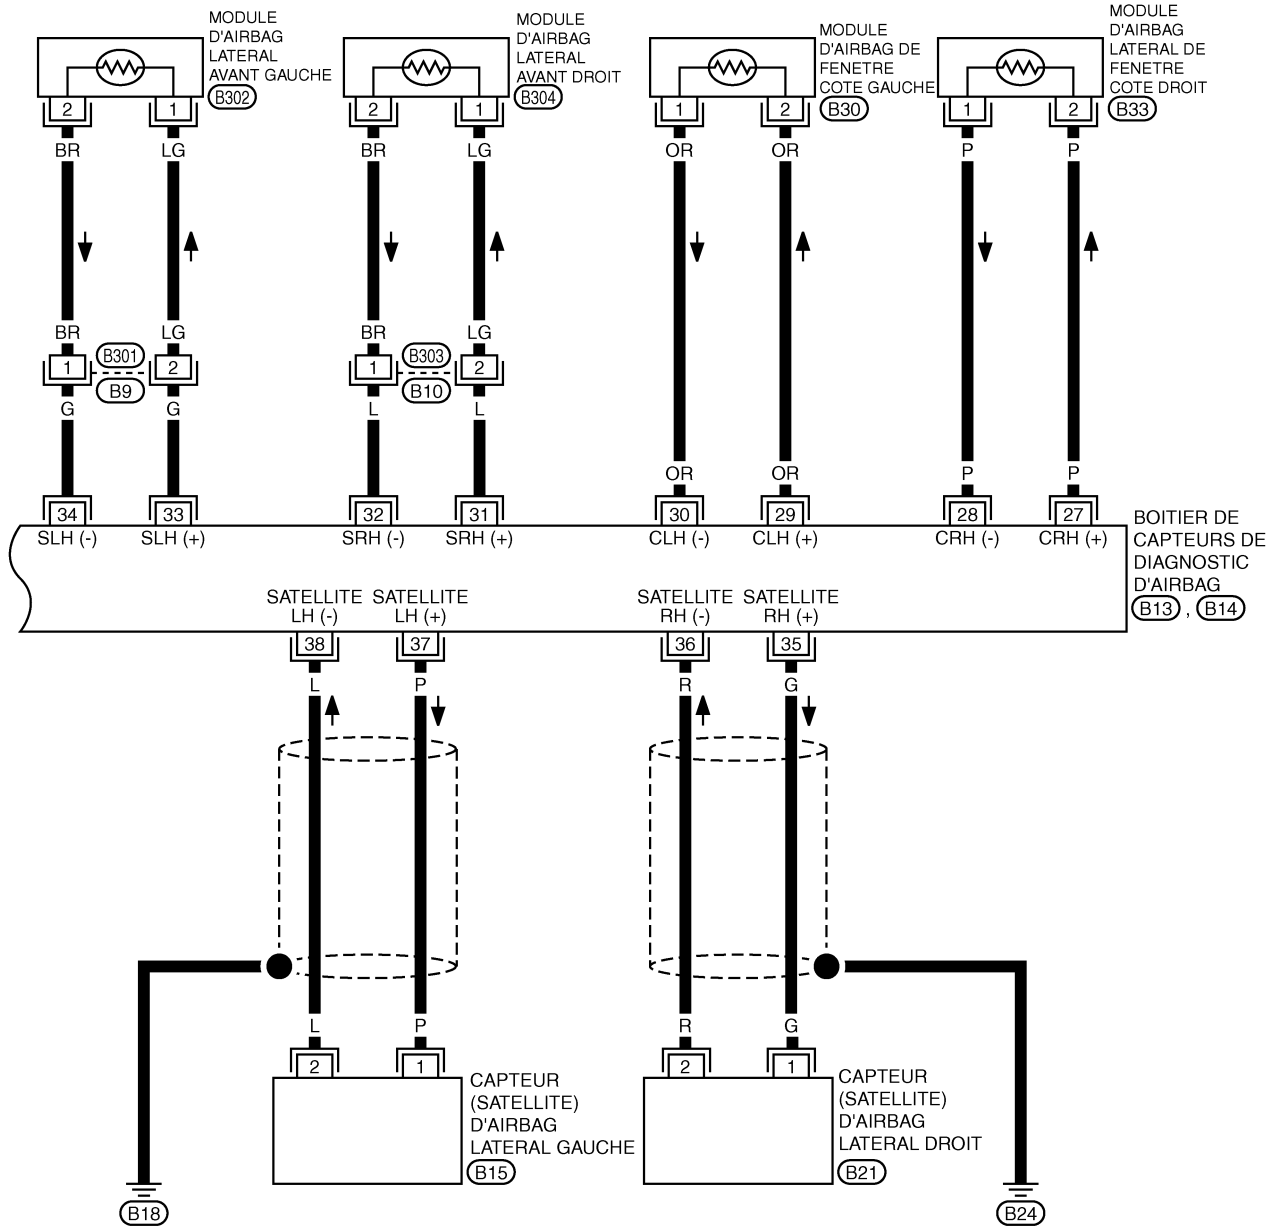 MODULE
D'AIRBAG
LATERAL
AVANT GAUCHE
B302
MODULE
D'AIRBAG
LATERAL
AVANT DROIT
B304
MODULE
D'AIRBAG DE
FENETRE
COTE GAUCHE
B30
MODULE
D'AIRBAG
LATERAL DE
FENETRE
COTE DROIT
B33
2 1 2 1 1 2 1 2
BR LG BR LG OR OR P P
BR LG BR LG
B301 B303
1 2 1 2
B9 B10
G G L L
OR OR P P
34 33 32 31 30 29 28 27
SLH (-) SLH (+) SRH (-) SRH (+) CLH (-) CLH (+) CRH (-) CRH (+)
BOITIER DE
CAPTEURS DE
DIAGNOSTIC
D'AIRBAG
B13 , B14
SATELLITE
LH (-)
SATELLITE
LH (+)
SATELLITE
RH (-)
SATELLITE
RH (+)
38 37 36 35
L P R G
L P R G
2 1 2 1
CAPTEUR
(SATELLITE)
D'AIRBAG
LATERAL GAUCHE
B15
CAPTEUR
(SATELLITE)
D'AIRBAG
LATERAL DROIT
B21
B18
B24